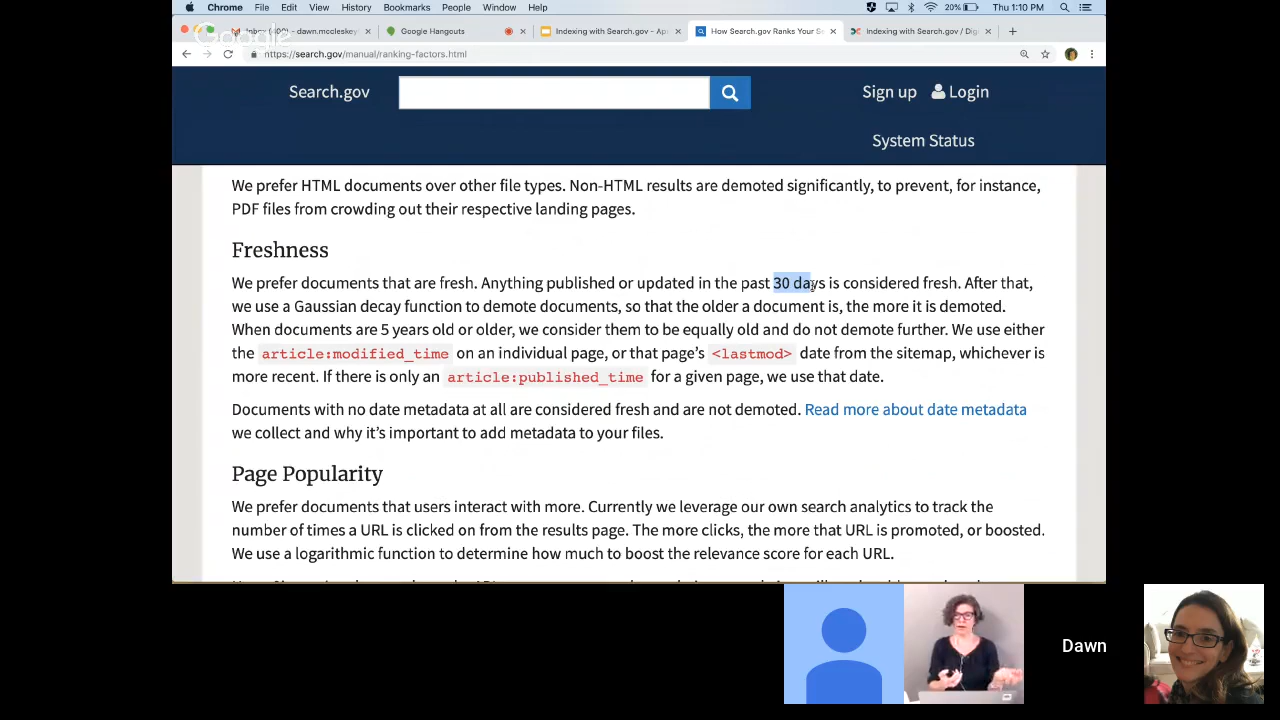 Chrome File Edit View History Bookmarks People Window Help 20% Thu 1:10 PM
Google Hangouts Indexing with Search.gov - Ap How Search.gov Ranks Your S Indexing with Search.gov / Dig
https://search.gov/manual/ranking-factors.html
Search.gov Sign up Login
System Status
We prefer HTML documents over other file types. Non-HTML results are demoted significantly, to prevent, for instance,
PDF files from crowding out their respective landing pages.
Freshness
We prefer documents that are fresh. Anything published or updated in the past 30 days is considered fresh. After that,
we use a Gaussian decay function to demote documents, so that the older a document is, the more it is demoted.
When documents are 5 years old or older, we consider them to be equally old and do not demote further. We use either
the article:modified_time on an individual page, or that page’s <lastmod> date from the sitemap, whichever is
more recent. If there is only an article:published_time for a given page, we use that date.
Documents with no date metadata at all are considered fresh and are not demoted. Read more about date metadata
we collect and why it’s important to add metadata to your files.
Page Popularity
We prefer documents that users interact with more. Currently we leverage our own search analytics to track the
number of times a URL is clicked on from the results page. The more clicks, the more that URL is promoted, or boosted.
We use a logarithmic function to determine how much to boost the relevance score for each URL.
Dawn